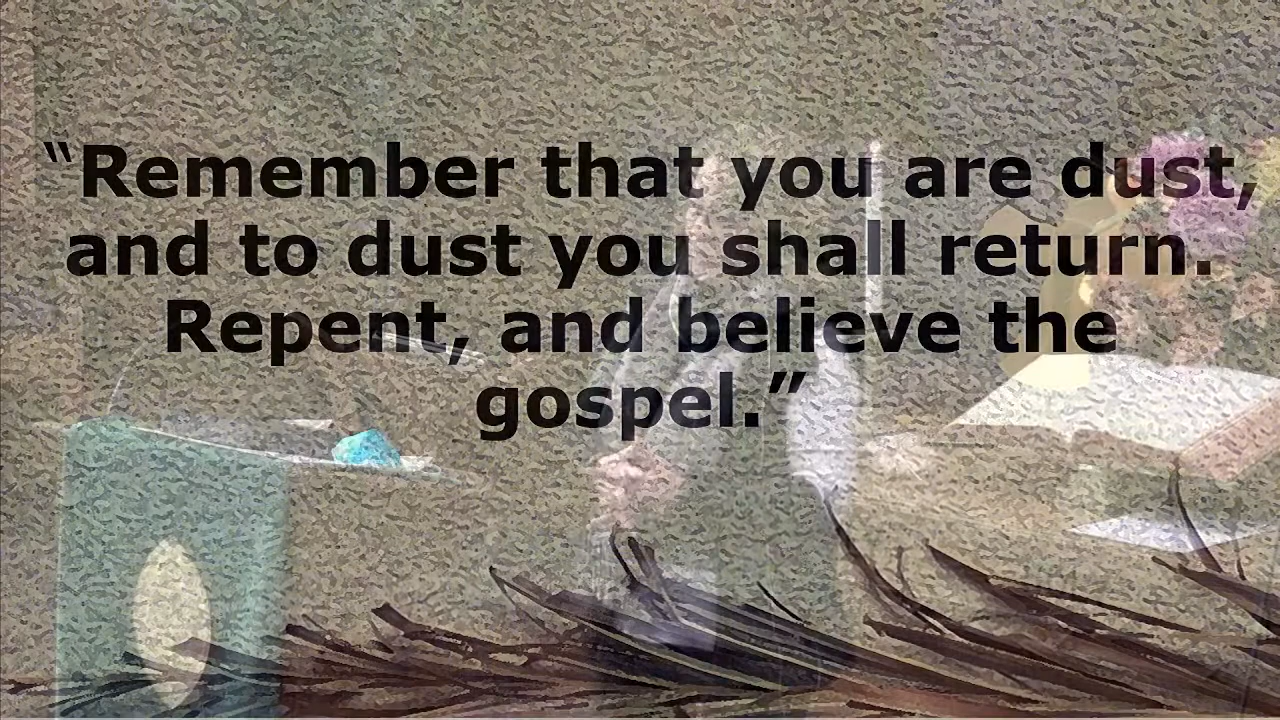 “Remember that you are dust,
and to dust you shall return.
Repent, and believe the
gospel.”